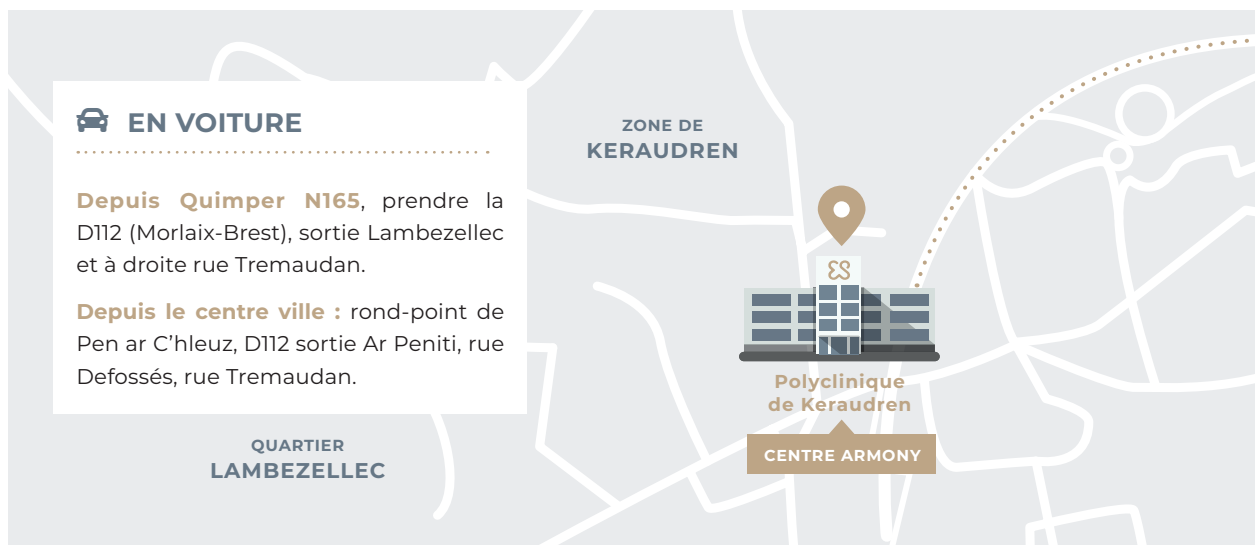 EN VOITURE
Depuis Quimper N165, prendre la
D112 (Morlaix-Brest), sortie Lambezellec
et à droite rue Tremaudan.
Depuis le centre ville : rond-point de
Pen ar C’hleuz, D112 sortie Ar Peniti, rue
Defossés, rue Tremaudan.
QUARTIER
LAMBEZELLEC
ZONE DE
KERAUDREN
Polyclinique
de Keraudren
CENTRE ARMONY